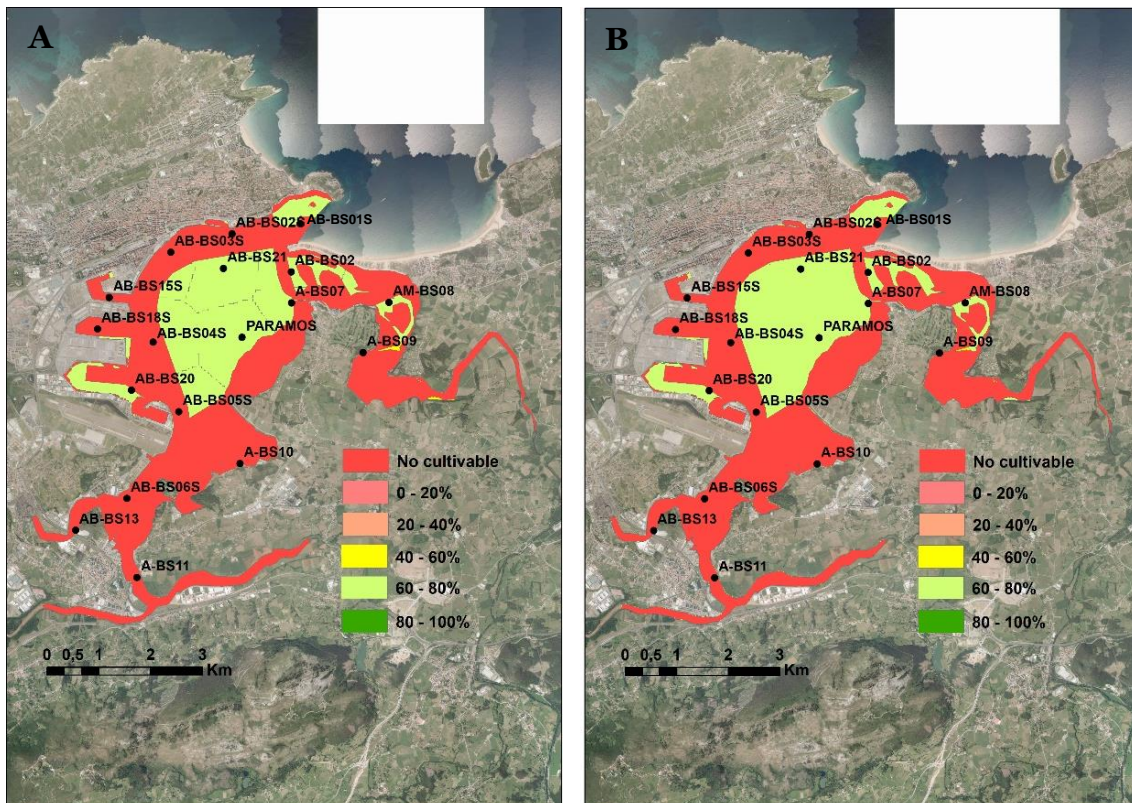 A
AB-BS02S
AB-BS01S
AB-BS03S
AB-BS21
AB-BS02
AB-BS15S
A-BS07
AM-BS08
AB-BS18S
AB-BS04S
PARAMOS
A-BS09
AB-BS20
AB-BS05S
A-BS10
AB-BS06S
AB-BS13
A-BS11
No cultivable
0 - 20%
20 - 40%
40 - 60%
60 - 80%
80 - 100%
0 0,5 1 2 3
Km
B
AB-BS02S
AB-BS01S
AB-BS03S
AB-BS21
AB-BS02
AB-BS15S
A-BS07
AM-BS08
AB-BS18S
AB-BS04S
PARAMOS
A-BS09
AB-BS20
AB-BS05S
A-BS10
AB-BS06S
AB-BS13
A-BS11
No cultivable
0 - 20%
20 - 40%
40 - 60%
60 - 80%
80 - 100%
0 0,5 1 2 3
Km